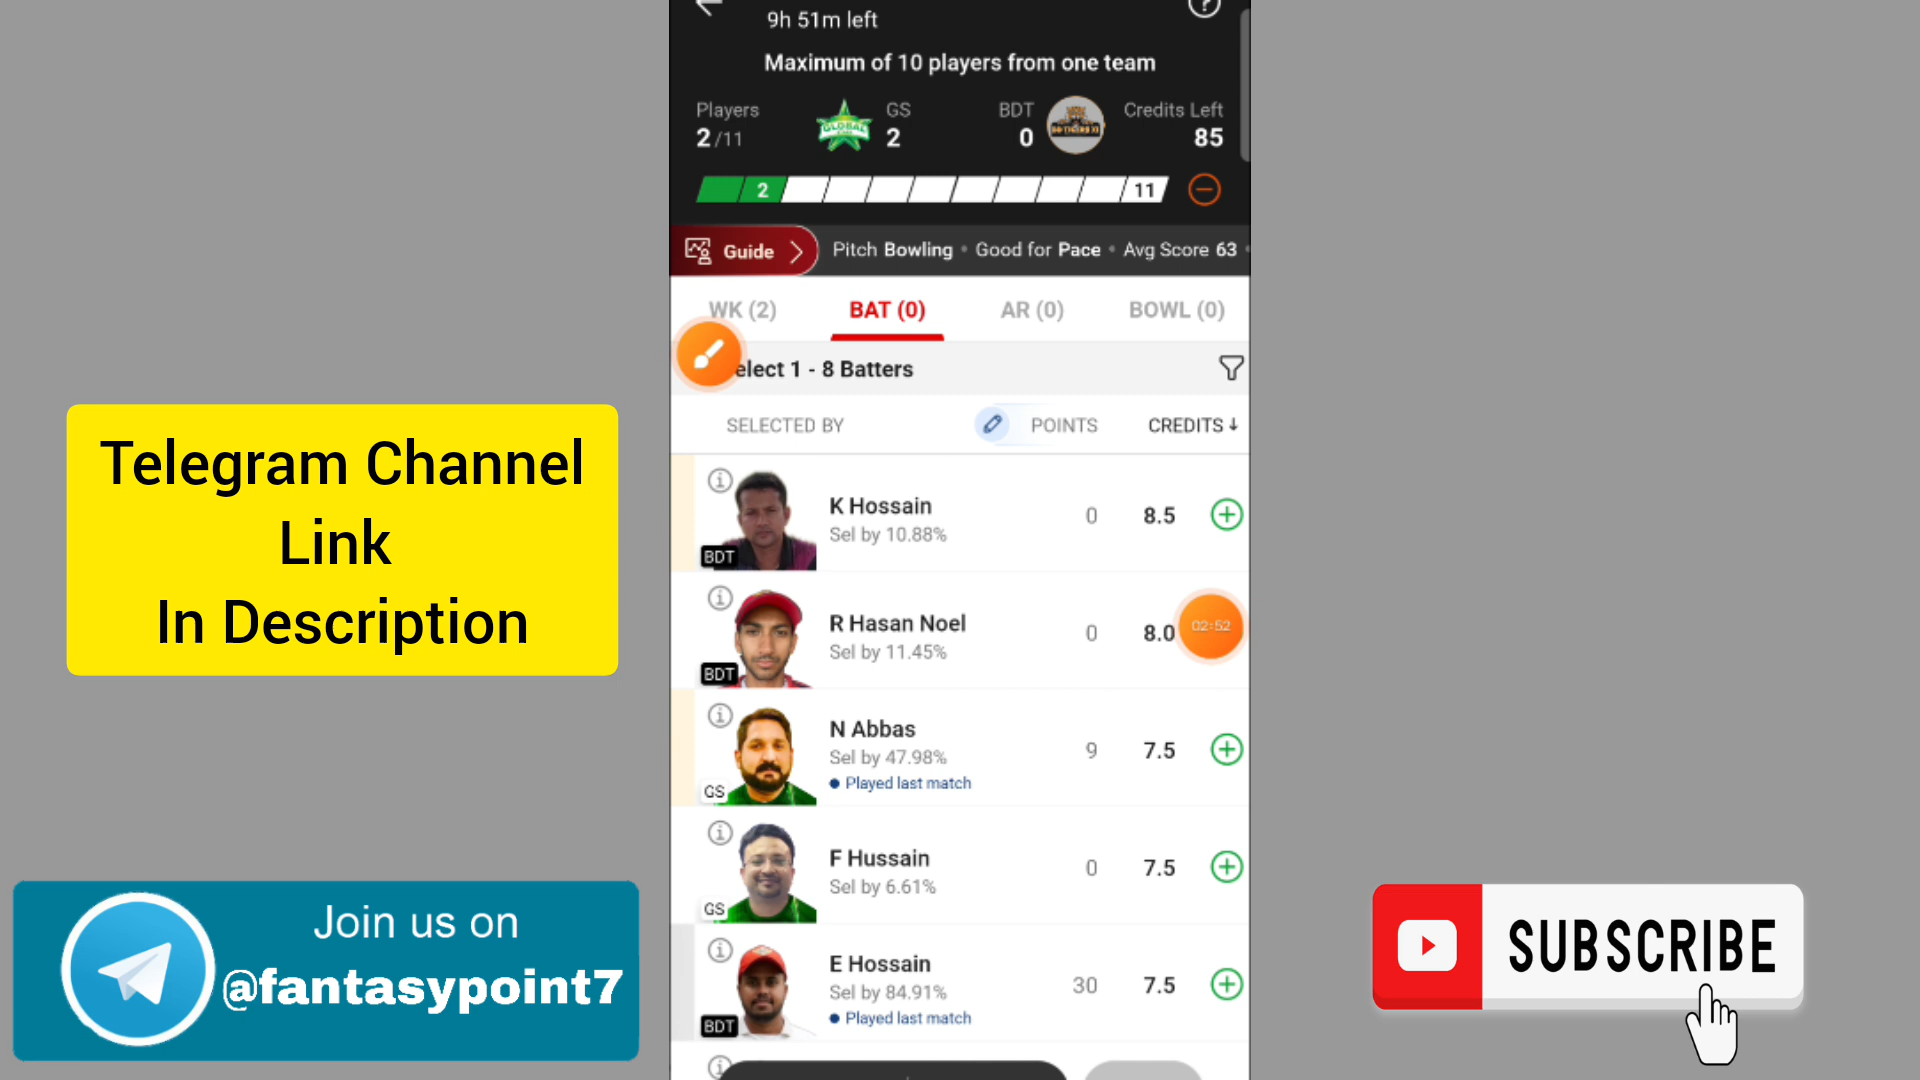 9h 51m left
Maximum of 10 players from one team
Players
2/11
GLOBAL
GS
2
BDT
0
BD TIGERS XI
Credits Left
85
2
11
Guide
Pitch Bowling • Good for Pace • Avg Score 63
WK (2)
BAT (0)
AR (0)
BOWL (0)
elect 1 - 8 Batters
SELECTED BY
POINTS
CREDITS
K Hossain
Sel by 10.88%
BDT
0
8.5
R Hasan Noel
Sel by 11.45%
BDT
0
8.0
02:52
N Abbas
Sel by 47.98%
Played last match
GS
9
7.5
F Hussain
Sel by 6.61%
GS
0
7.5
E Hossain
Sel by 84.91%
Played last match
BDT
30
7.5
Telegram Channel
Link
In Description
Join us on
@fantasypoint7
SUBSCRIBE